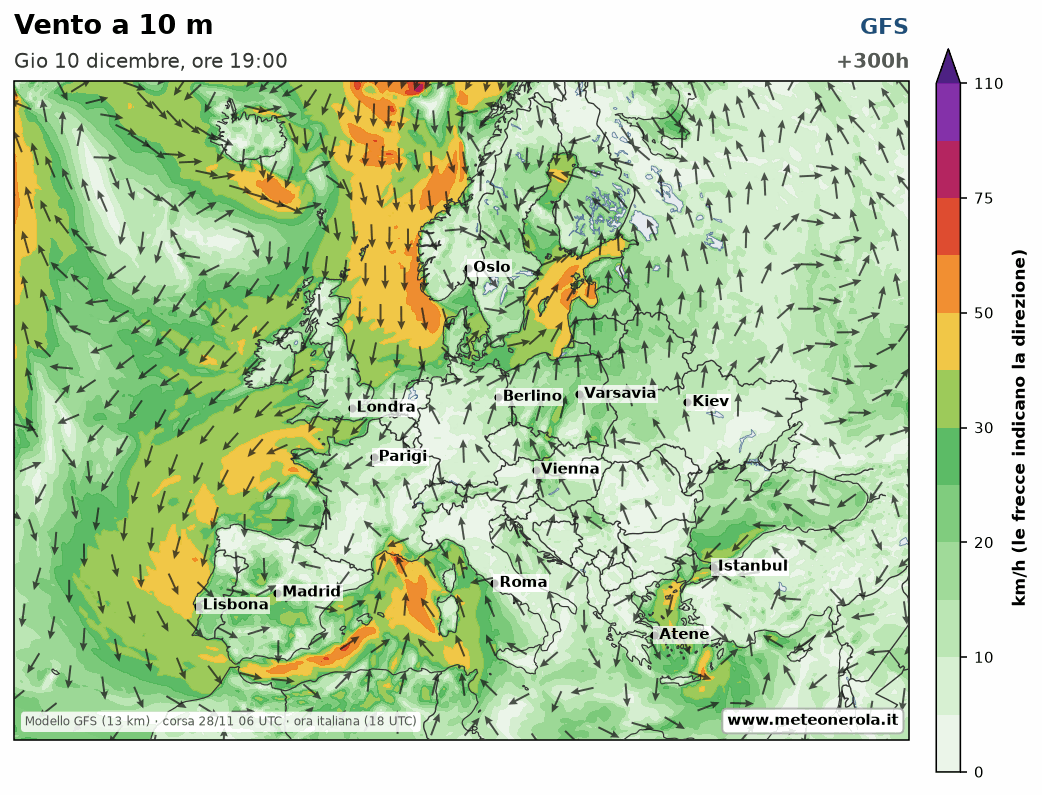 Vento a 10 m
GFS
Gio 10 dicembre, ore 19:00
+300h
110
75
50
30
20
10
0
km/h (le frecce indicano la direzione)
Oslo
Berlino
Varsavia
Kiev
Londra
Parigi
Vienna
Istanbul
Roma
Madrid
Lisbona
Atene
Modello GFS (13 km) · corsa 28/11 06 UTC · ora italiana (18 UTC)
www.meteonerola.it